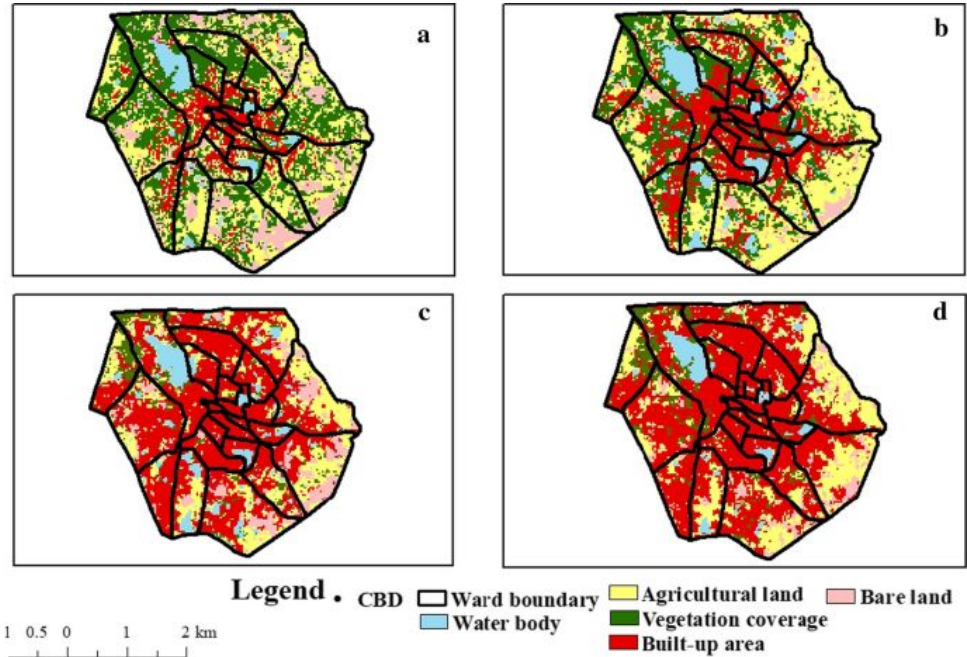 a
b
c
d
Legend . CBD Ward boundary Agricultural land Bare land
Water body Vegetation coverage
Built-up area
1 0.5 0 1 2 km